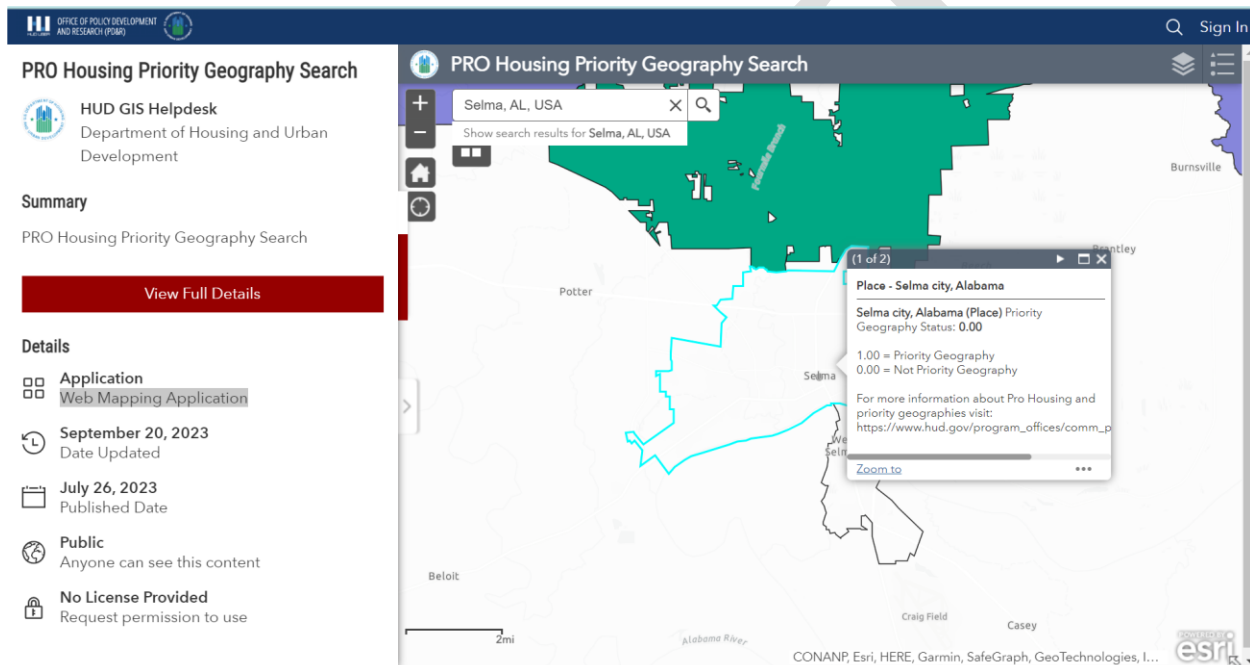 OFFICE OF POLICY DEVELOPMENT
AND RESEARCH (PD&R)
Sign In
PRO Housing Priority Geography Search
HUD GIS Helpdesk
Department of Housing and Urban
Development
Summary
PRO Housing Priority Geography Search
View Full Details
Details
Application
Web Mapping Application
September 20, 2023
Date Updated
July 26, 2023
Published Date
Public
Anyone can see this content
No License Provided
Request permission to use
PRO Housing Priority Geography Search
+
−
Selma, AL, USA
Show search results for Selma, AL, USA
Burnsville
Brantley
Potter
Selma
Beloit
Craig Field
Casey
Alabama River
2mi
(1 of 2)
Place - Selma city, Alabama
Selma city, Alabama (Place) Priority
Geography Status: 0.00
1.00 = Priority Geography
0.00 = Not Priority Geography
For more information about Pro Housing and
priority geographies visit:
https://www.hud.gov/program_offices/comm_p
Zoom to
CONANP, Esri, HERE, Garmin, SafeGraph, GeoTechnologies, I...
POWERED BY
esri